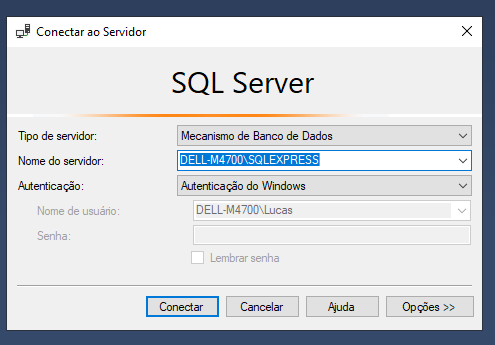 Conectar ao Servidor
SQL Server
Tipo de servidor: Mecanismo de Banco de Dados
Nome do servidor: DELL-M4700\SQLEXPRESS
Autenticação: Autenticação do Windows
Nome de usuário: DELL-M4700\Lucas
Senha:
Lembrar senha
Conectar Cancelar Ajuda Opções >>